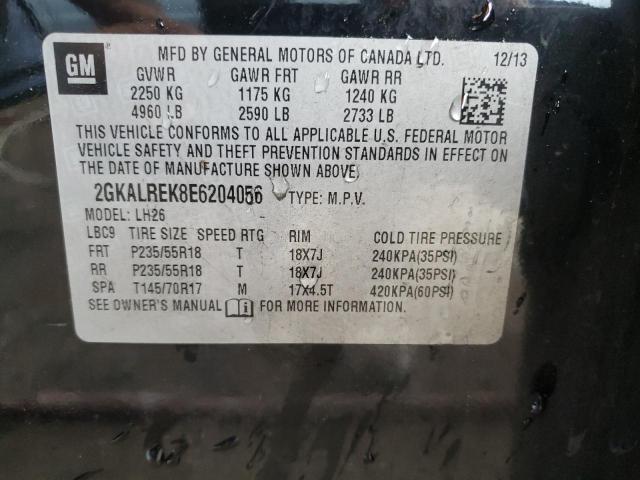 GM
MFD BY GENERAL MOTORS OF CANADA LTD. 12/13
GVWR GAWR FRT GAWR RR
2250 KG 1175 KG 1240 KG
4960 LB 2590 LB 2733 LB
THIS VEHICLE CONFORMS TO ALL APPLICABLE U.S. FEDERAL MOTOR
VEHICLE SAFETY AND THEFT PREVENTION STANDARDS IN EFFECT ON
THE DATE OF MANUFACTURE SHOWN ABOVE.
2GKALREK8E6204056 TYPE: M.P.V.
MODEL: LH26
LBC9 TIRE SIZE SPEED RTG RIM COLD TIRE PRESSURE
FRT P235/55R18 T 18X7J 240KPA(35PSI)
RR P235/55R18 T 18X7J 240KPA(35PSI)
SPA T145/70R17 M 17X4.5T 420KPA(60PSI)
SEE OWNER'S MANUAL FOR MORE INFORMATION.